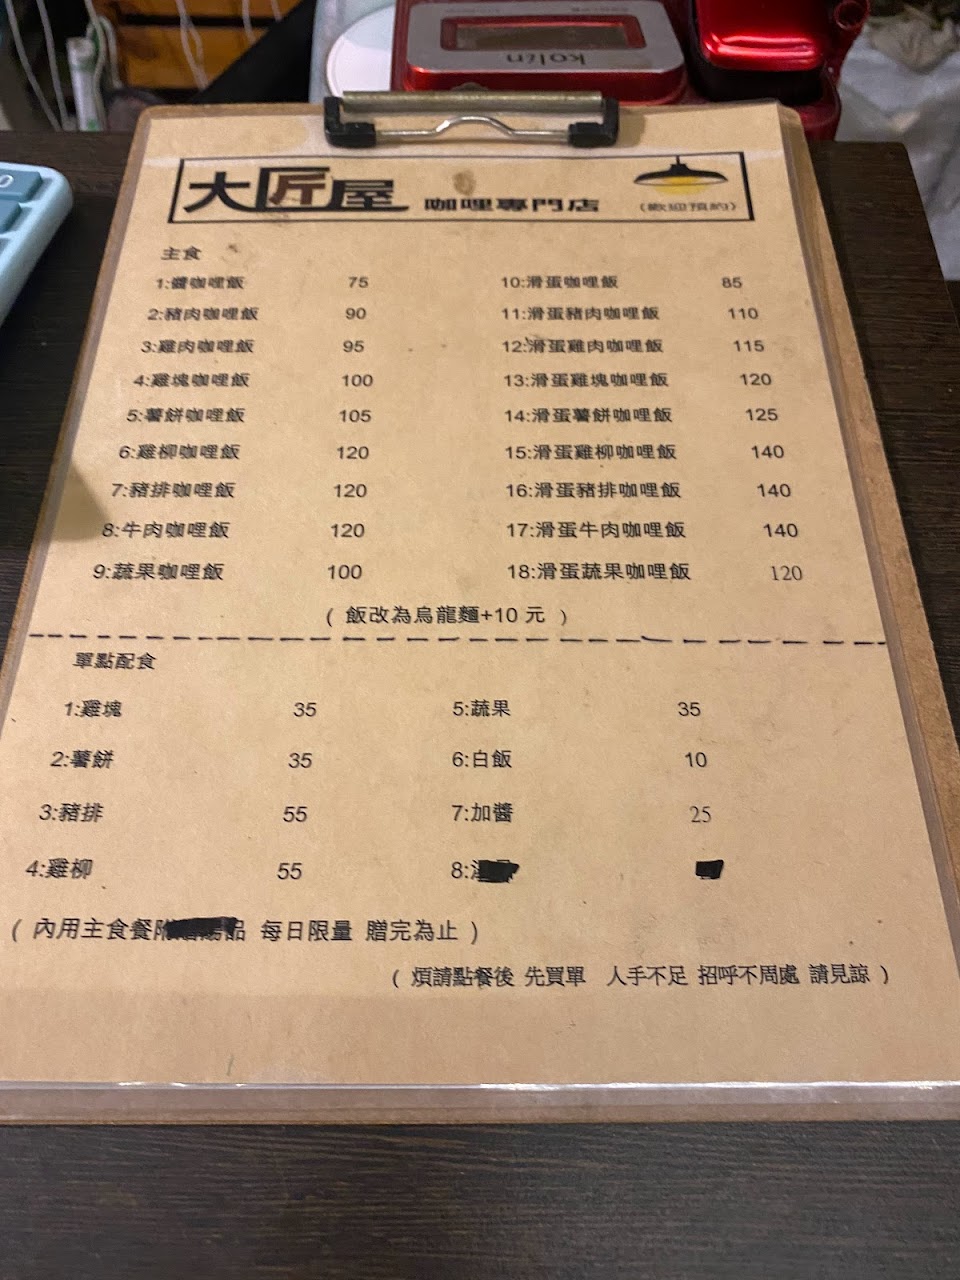 kolin
0
大匠屋 咖哩專門店 (歡迎預約)
主食
1:醬咖哩飯 75 10:滑蛋咖哩飯 85
2:豬肉咖哩飯 90 11:滑蛋豬肉咖哩飯 110
3:雞肉咖哩飯 95 12:滑蛋雞肉咖哩飯 115
4:雞塊咖哩飯 100 13:滑蛋雞塊咖哩飯 120
5:薯餅咖哩飯 105 14:滑蛋薯餅咖哩飯 125
6:雞柳咖哩飯 120 15:滑蛋雞柳咖哩飯 140
7:豬排咖哩飯 120 16:滑蛋豬排咖哩飯 140
8:牛肉咖哩飯 120 17:滑蛋牛肉咖哩飯 140
9:蔬果咖哩飯 100 18:滑蛋蔬果咖哩飯 120
( 飯改為烏龍麵+10 元 )
單點配食
1:雞塊 35 5:蔬果 35
2:薯餅 35 6:白飯 10
3:豬排 55 7:加醬 25
4:雞柳 55 8:
( 內用主食餐附 品 每日限量 贈完為止 )
( 煩請點餐後 先買單 人手不足 招呼不周處 請見諒 )